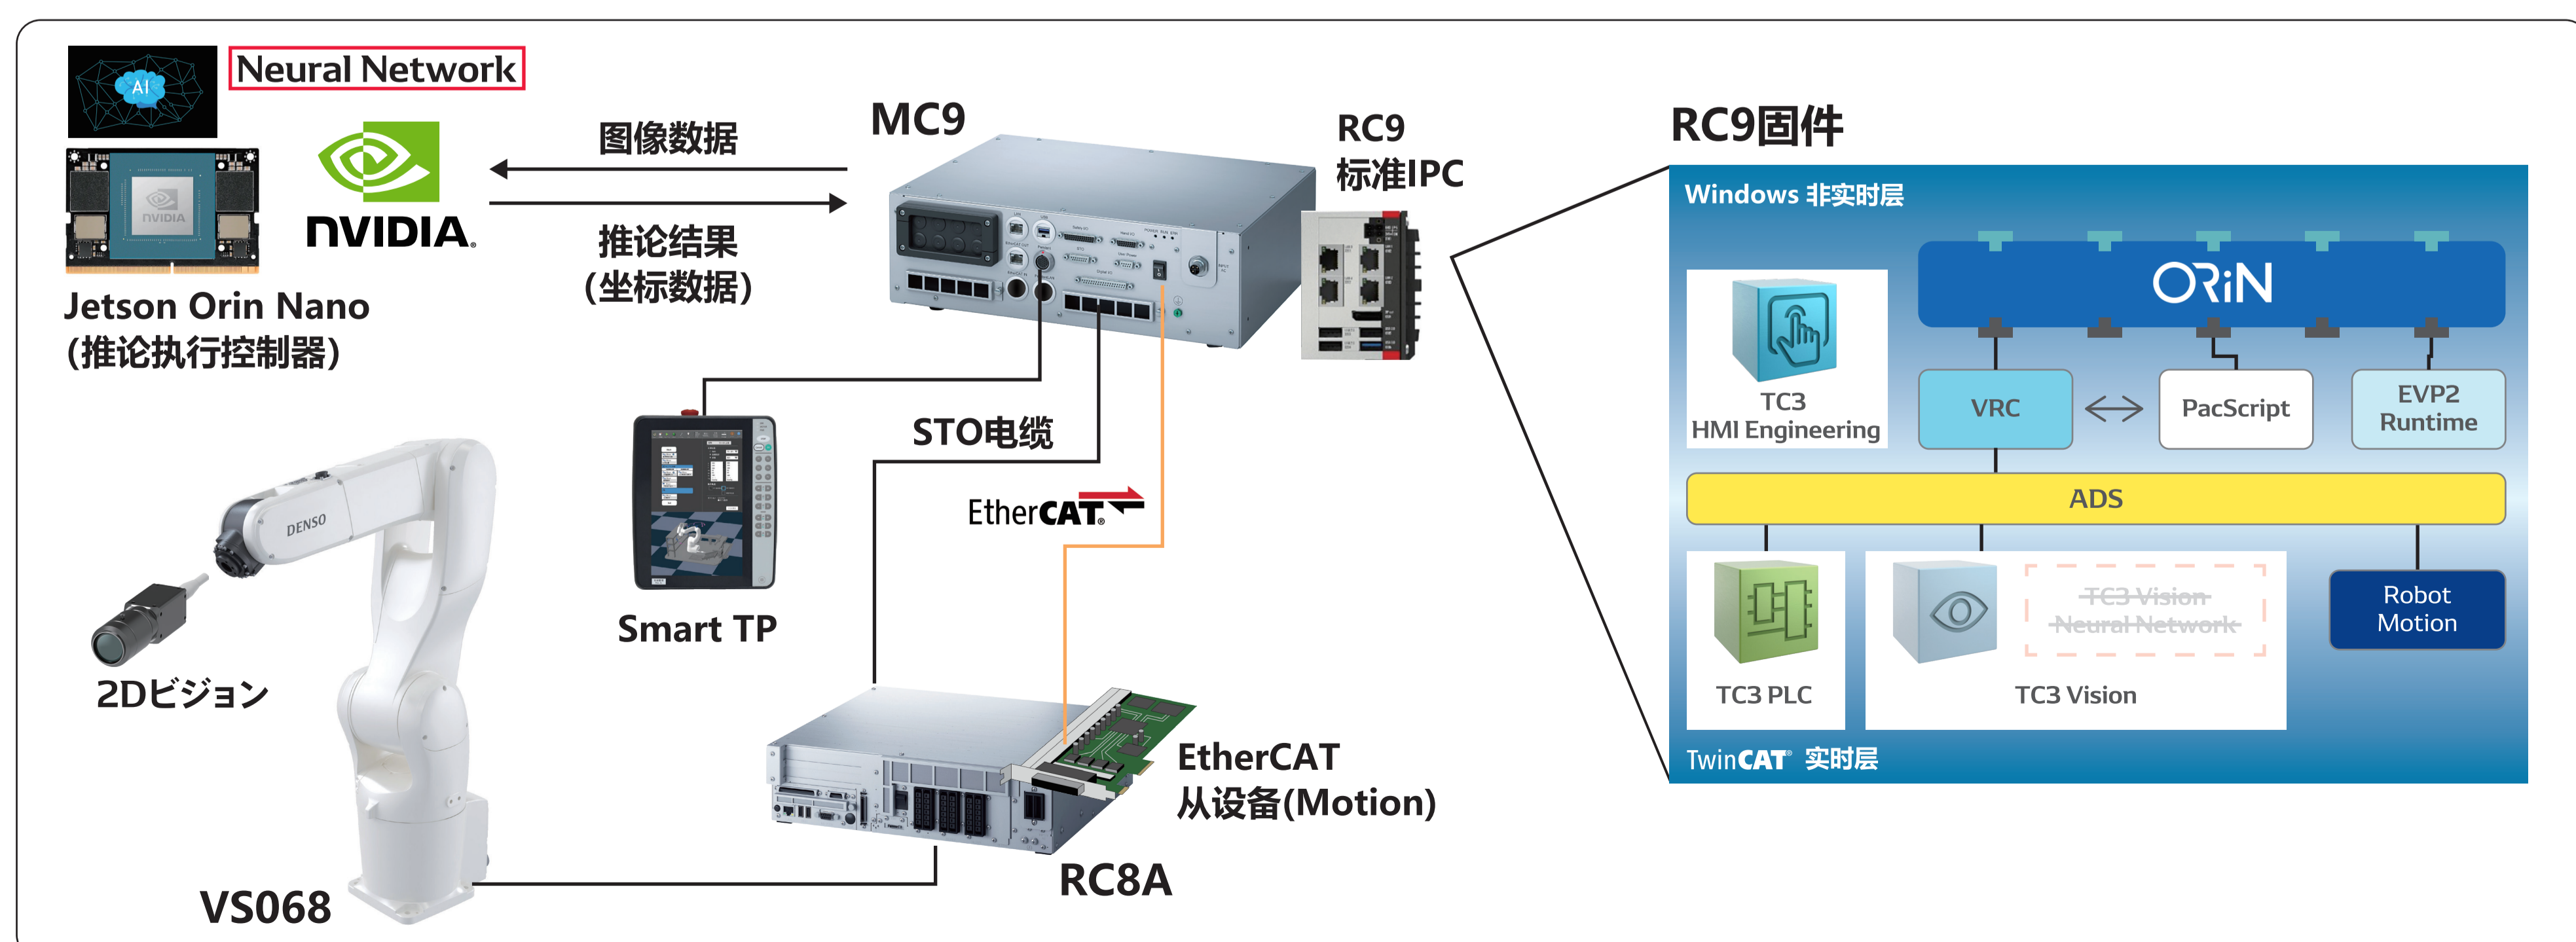 AI
Neural Network
NVIDIA
NVIDIA.
Jetson Orin Nano
(推论执行控制器)
图像数据
推论结果
(坐标数据)
MC9
RC9
标准IPC
DENSO
2Dビジョン
VS068
Smart TP
STO电缆
EtherCAT®
EtherCAT
从设备(Motion)
RC8A
RC9固件
Windows 非实时层
ORiN
TC3
HMI Engineering
VRC
PacScript
EVP2
Runtime
ADS
TC3 PLC
TC3 Vision
Neural Network
TC3 Vision
Robot
Motion
TwinCAT® 实时层